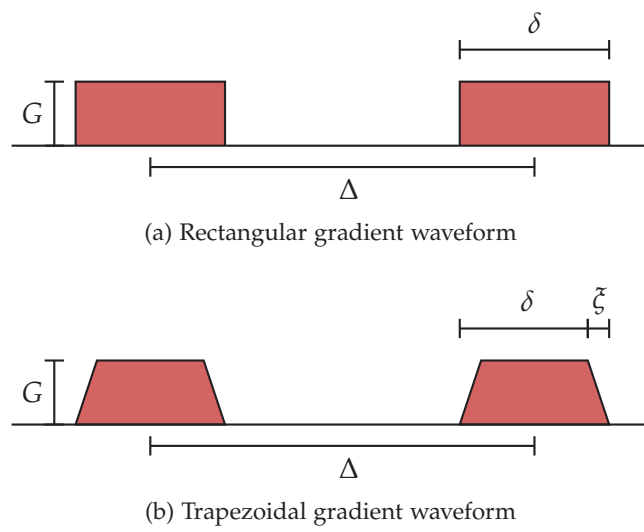 δ
G
Δ
(a) Rectangular gradient waveform
δ ξ
G
Δ
(b) Trapezoidal gradient waveform